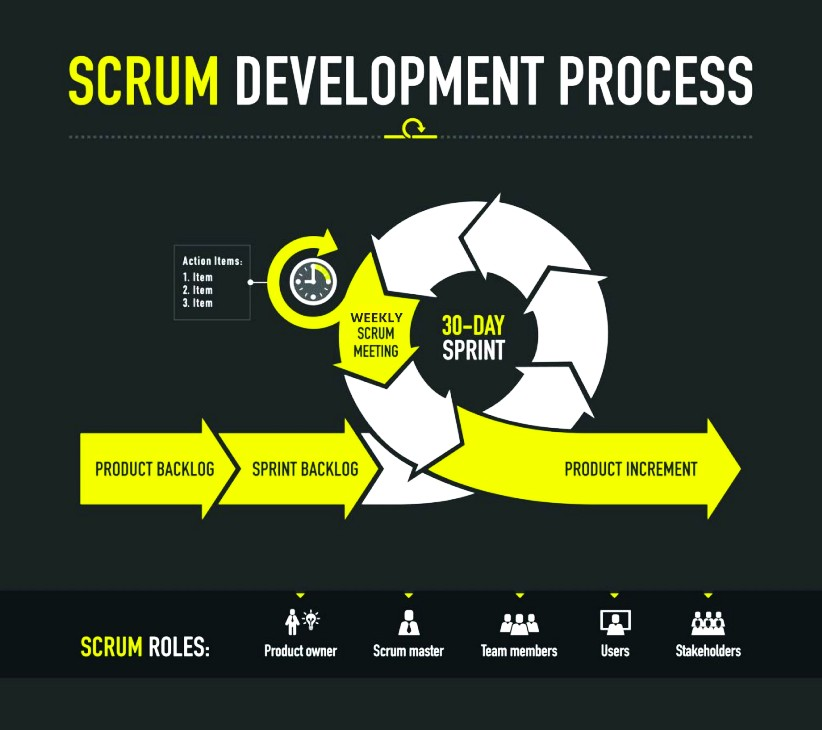 SCRUM DEVELOPMENT PROCESS
Action Items:
1. Item
2. Item
3. Item
WEEKLY
SCRUM
MEETING
30-DAY
SPRINT
PRODUCT BACKLOG
SPRINT BACKLOG
PRODUCT INCREMENT
SCRUM ROLES:
Product owner
Scrum master
Team members
Users
Stakeholders